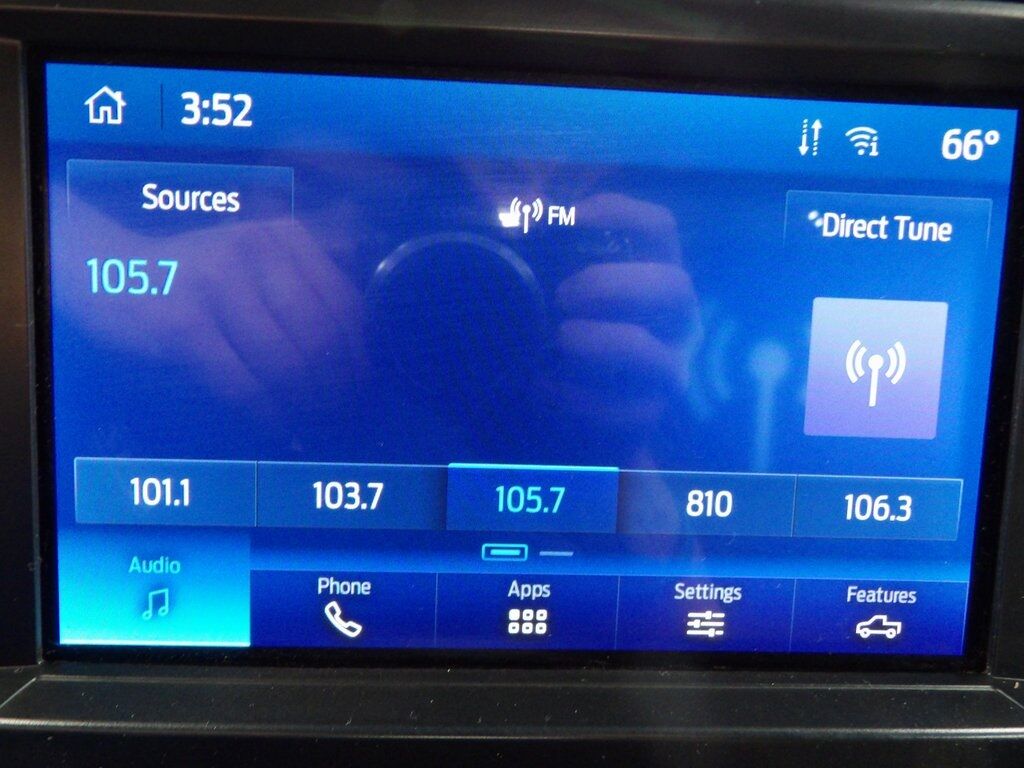 3:52
66°
Sources
FM
Direct Tune
105.7
101.1
103.7
105.7
810
106.3
Audio
Phone
Apps
Settings
Features